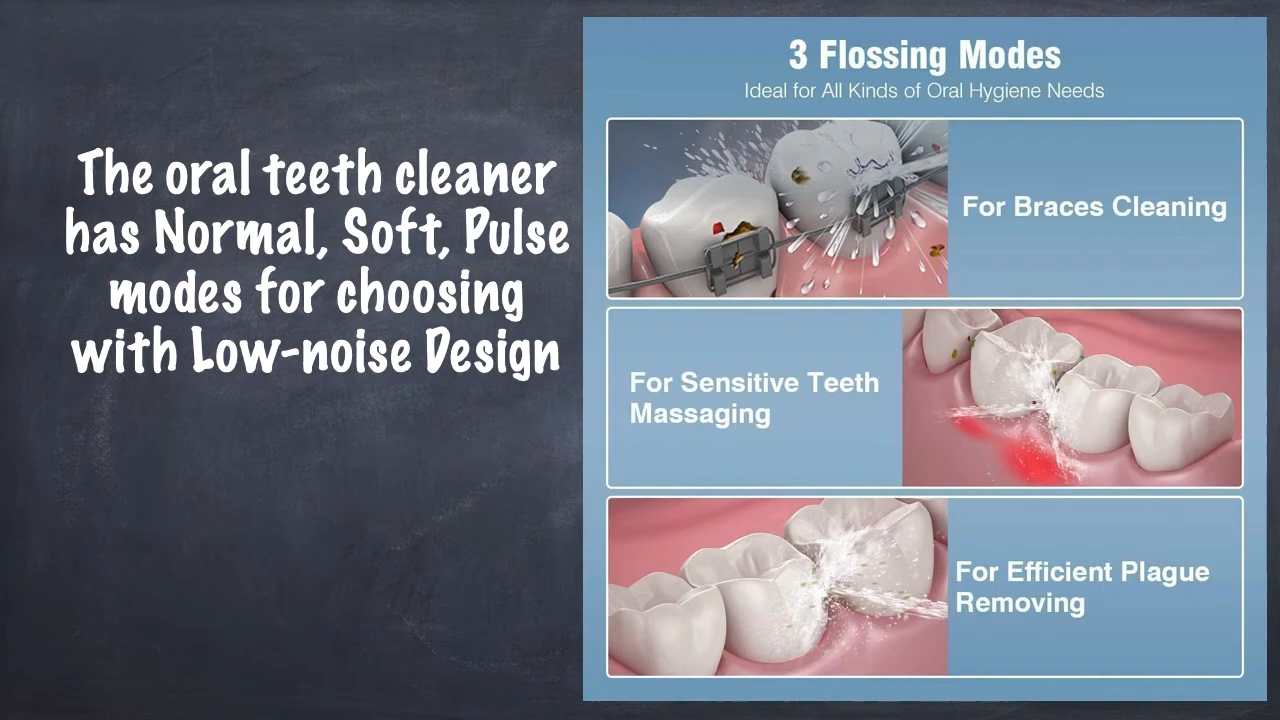 The oral teeth cleaner
has Normal, Soft, Pulse
modes for choosing
with Low-noise Design
3 Flossing Modes
Ideal for All Kinds of Oral Hygiene Needs
For Braces Cleaning
For Sensitive Teeth
Massaging
For Efficient Plague
Removing